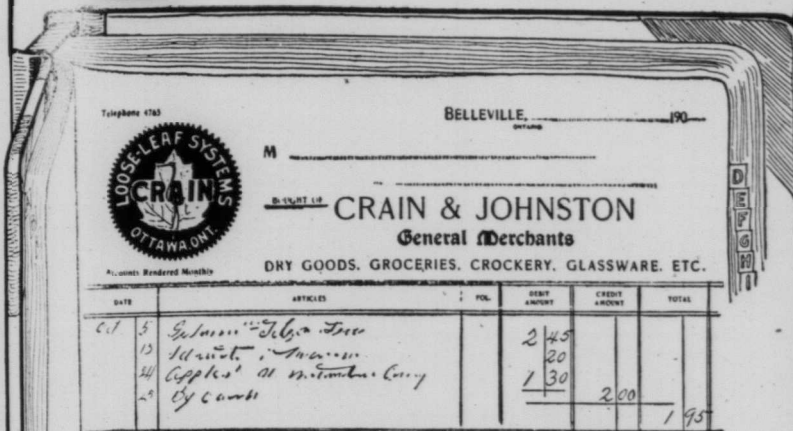 Telephone 4765
BELLEVILLE, 190
ONTARIO
LOOSE-LEAF SYSTEMS
CRAIN
OTTAWA, ONT.
M
BOUGHT OF CRAIN & JOHNSTON
General Merchants
Accounts Rendered Monthly
DRY GOODS. GROCERIES. CROCKERY. GLASSWARE. ETC.
DATE ARTICLES FOL. DEBIT AMOUNT CREDIT AMOUNT TOTAL
Oct 5 2 45
13 20
24 Apples 1 30
25 By Cash 2 00
1 95
D
E
F
G
H
I